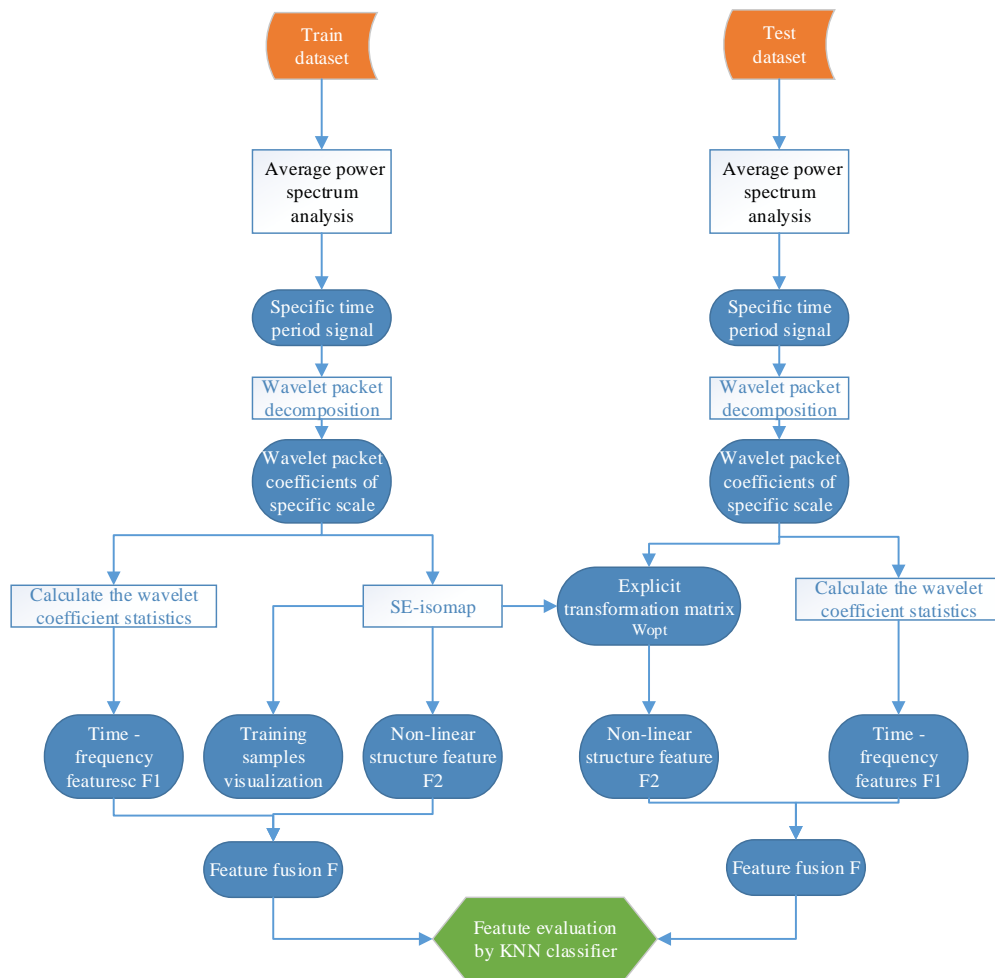 Train
dataset
Test
dataset
Average power
spectrum
analysis
Average power
spectrum
analysis
Specific time
period signal
Specific time
period signal
Wavelet packet
decomposition
Wavelet packet
decomposition
Wavelet packet
coefficients of
specific scale
Wavelet packet
coefficients of
specific scale
Calculate the wavelet
coefficient statistics
SE-isomap
Explicit
transformation matrix
Wopt
Calculate the wavelet
coefficient statistics
Time -
frequency
featuresc F1
Training
samples
visualization
Non-linear
structure feature
F2
Non-linear
structure feature
F2
Time -
frequency
features F1
Feature fusion F
Feature fusion F
Featute evaluation
by KNN classifier